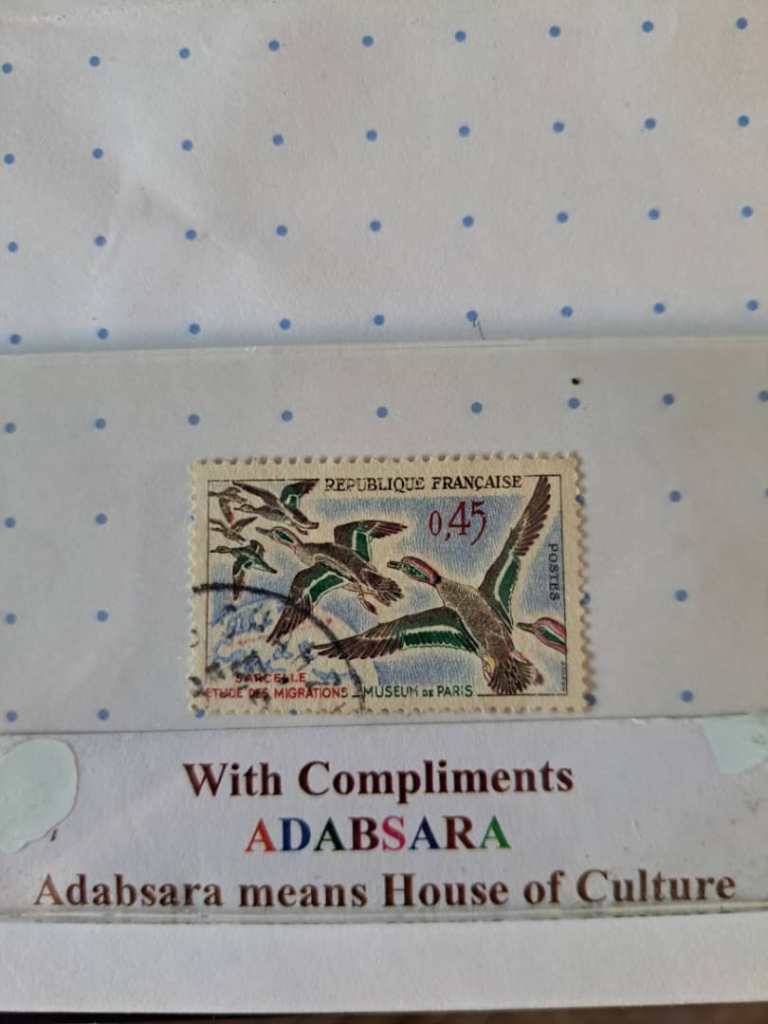 REPUBLIQUE FRANÇAISE
0,45
POSTES
SARCELLE
ETUDE DES MIGRATIONS MUSEUM DE PARIS
With Compliments
ADABSARA
Adabsara means House of Culture